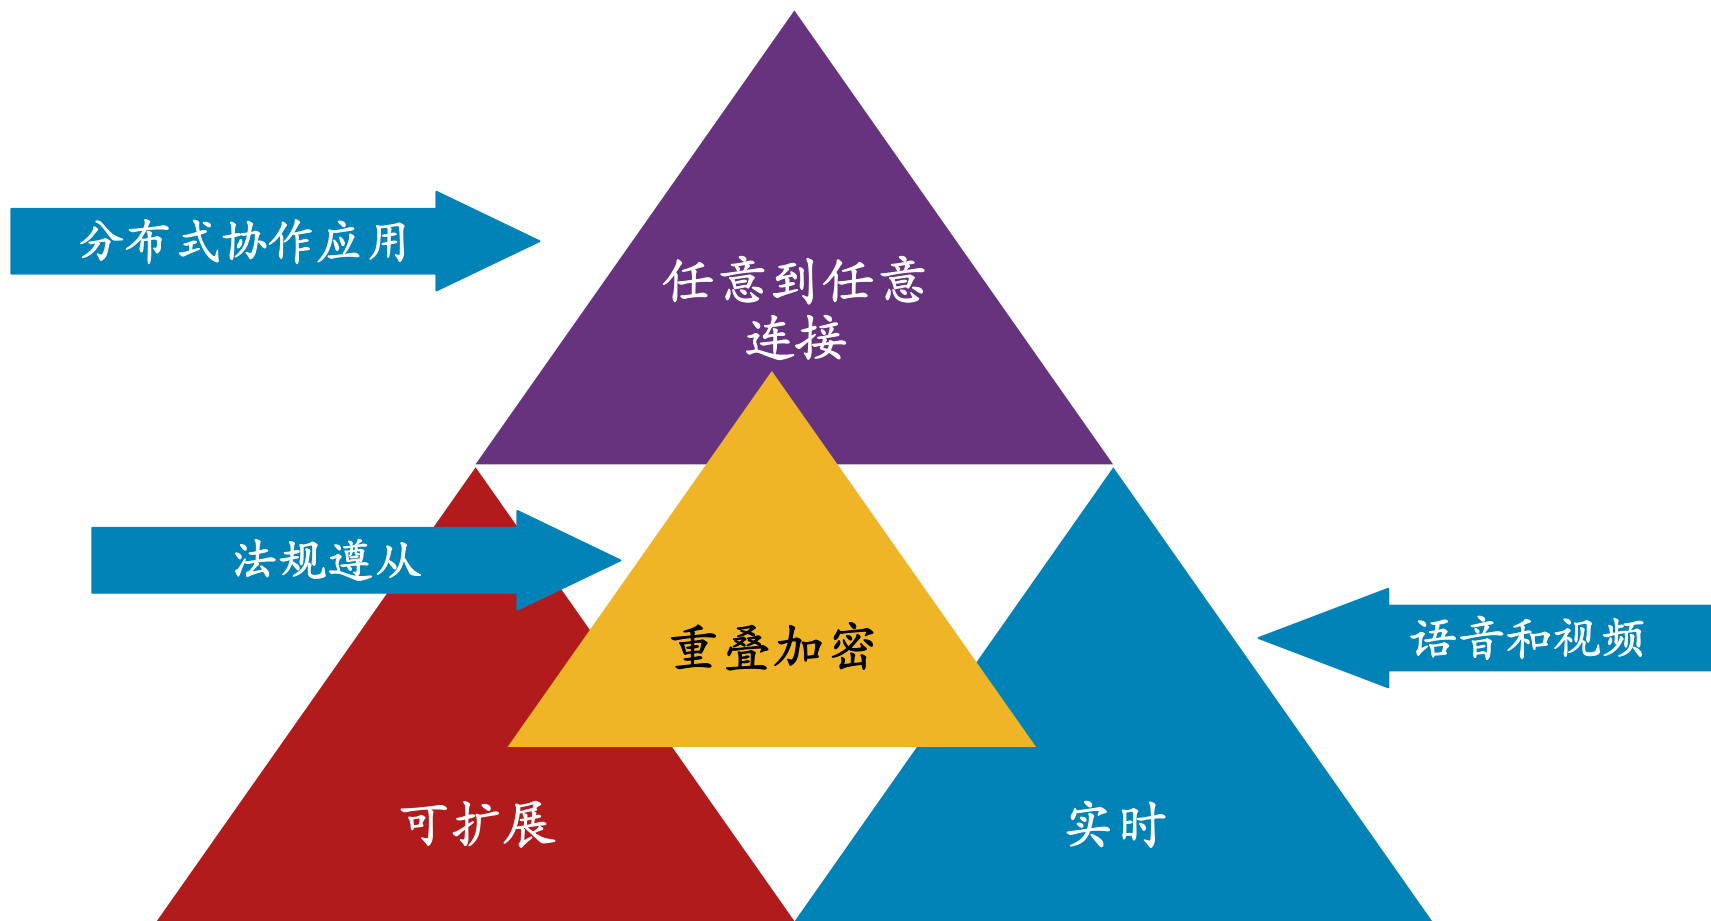 分布式协作应用
任意到任意
连接
法规遵从
重叠加密
语音和视频
可扩展
实时